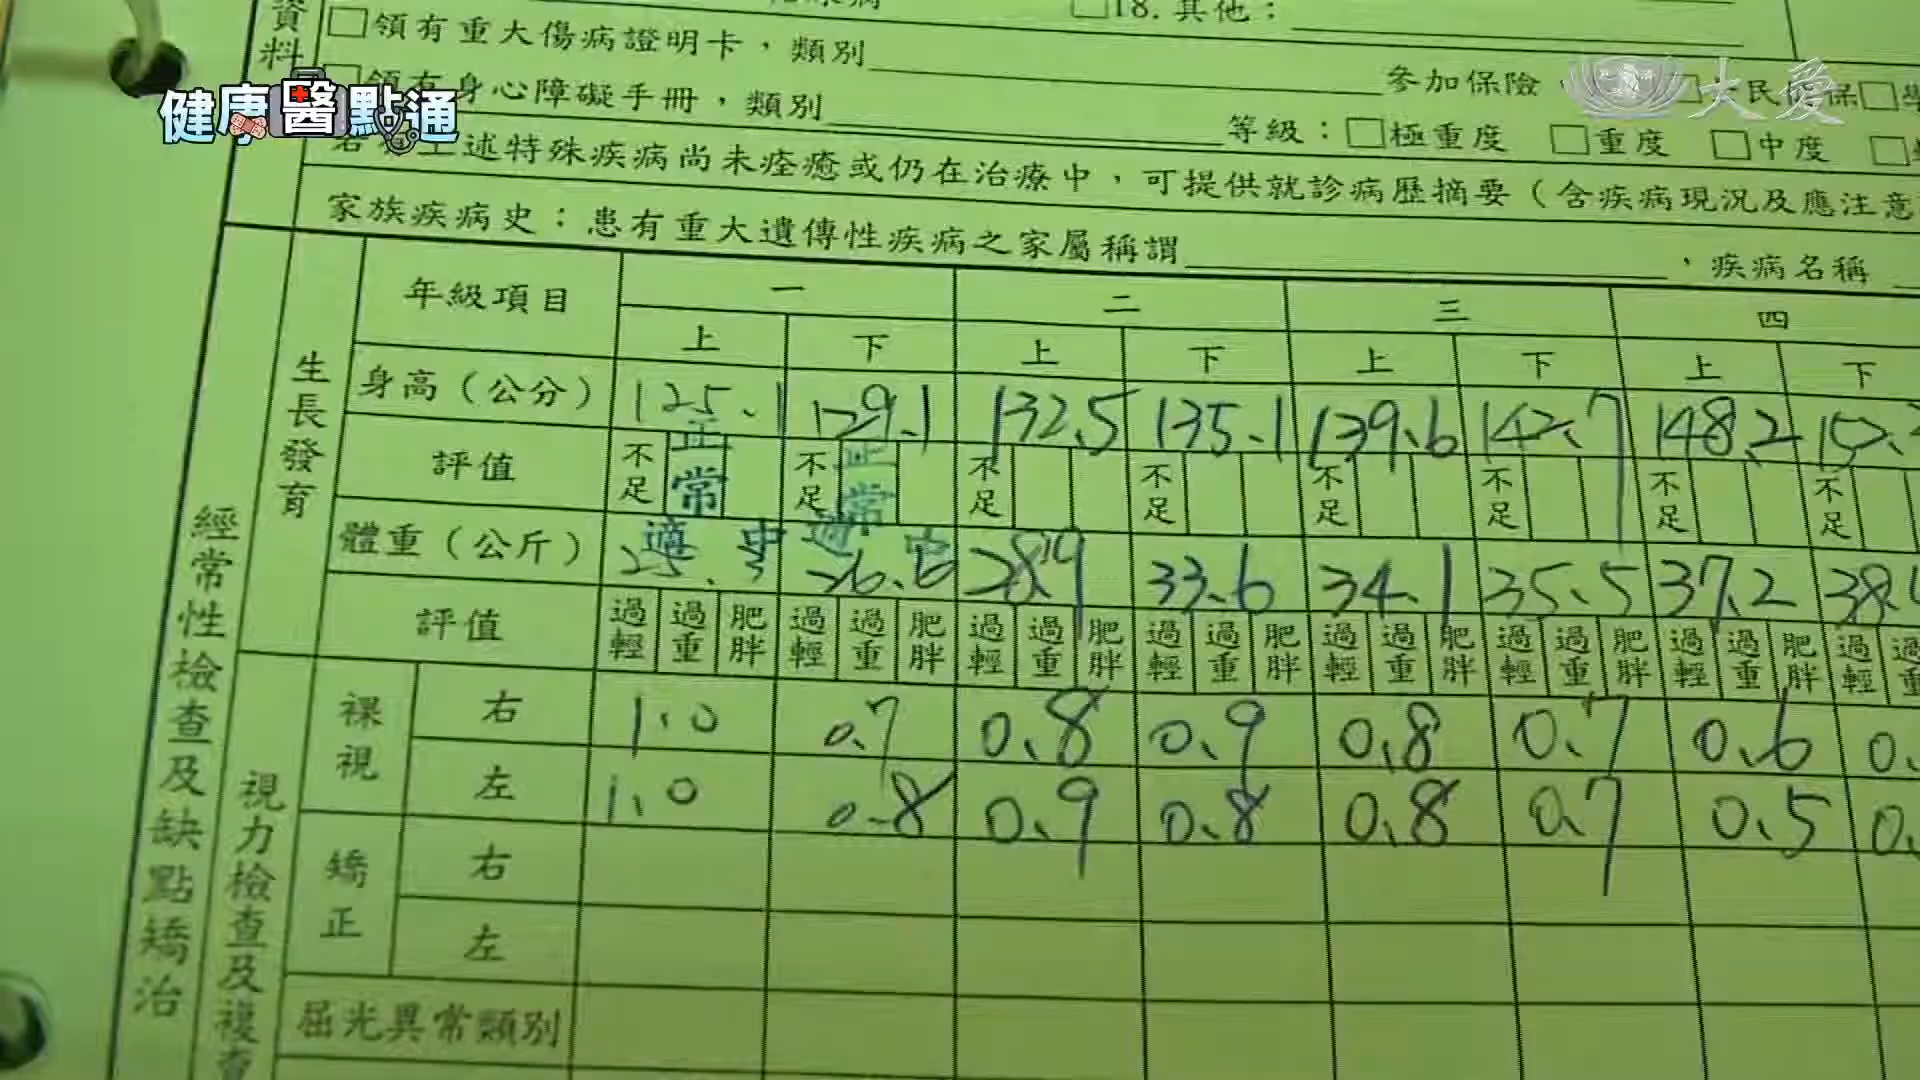 資料
18.其他：
□領有重大傷病證明卡，類別
健康醫點通
大愛
領有身心障礙手冊，類別 參加保險
等級：□極重度 □重度 □中度
上述特殊疾病尚未痊癒或仍在治療中，可提供就診病歷摘要（含疾病現況及應注意
家族疾病史：患有重大遺傳性疾病之家屬稱謂 ，疾病名稱
經常性檢查及缺點矯治
生長發育
年級項目 一 二 三 四
上 下 上 下 上 下 上 下
身高（公分） 125.1 129.1 132.5 135.1 139.6 142.7 148.2
評值 不足 正常 不足 正常 不足 不足 不足 不足 不足 不足
適中 適中
體重（公斤） 25.3 26.6 28.9 33.6 34.1 35.5 37.2 38.
評值 過輕 過重 肥胖 過輕 過重 肥胖 過輕 過重 肥胖 過輕 過重 肥胖 過輕 過重 肥胖 過輕 過重 肥胖 過輕 過重 肥胖 過輕 過重
視力檢查及複查
裸視 右 1.0 0.7 0.8 0.9 0.8 0.7 0.6 0.
左 1.0 0.8 0.9 0.8 0.8 0.7 0.5 0.
矯正 右
左
屈光異常類別